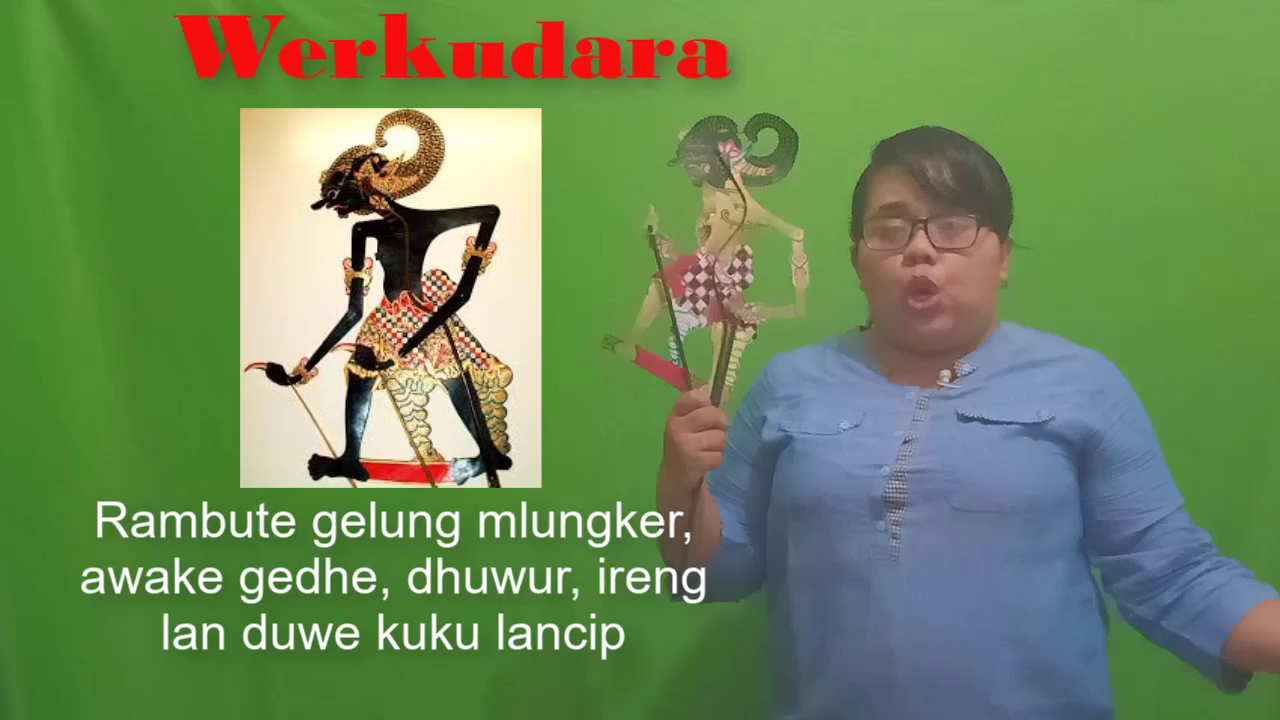 Werkudara
Rambute gelung mlungker,
awake gedhe, dhuwur, ireng
lan duwe kuku lancip